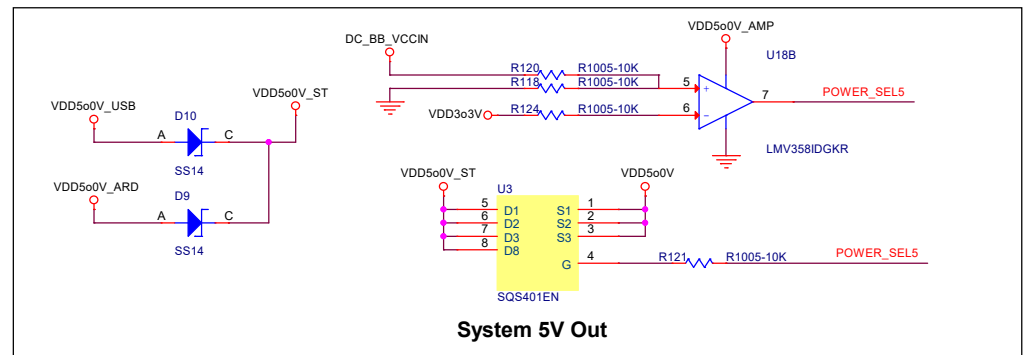 DC_BB_VCCIN
VDD5o0V_AMP
U18B
R120 R1005-10K
R118 R1005-10K
5
+
7
POWER_SEL5
VDD3o3V R124 R1005-10K
6
−
LMV358IDGKR
VDD5o0V_USB
VDD5o0V_ST
D10
A C
SS14
VDD5o0V_ARD
D9
A C
SS14
VDD5o0V_ST
VDD5o0V
U3
5 D1 S1 1
6 D2 S2 2
7 D3 S3 3
8 D8
G 4
R121 R1005-10K
POWER_SEL5
SQS401EN
System 5V Out